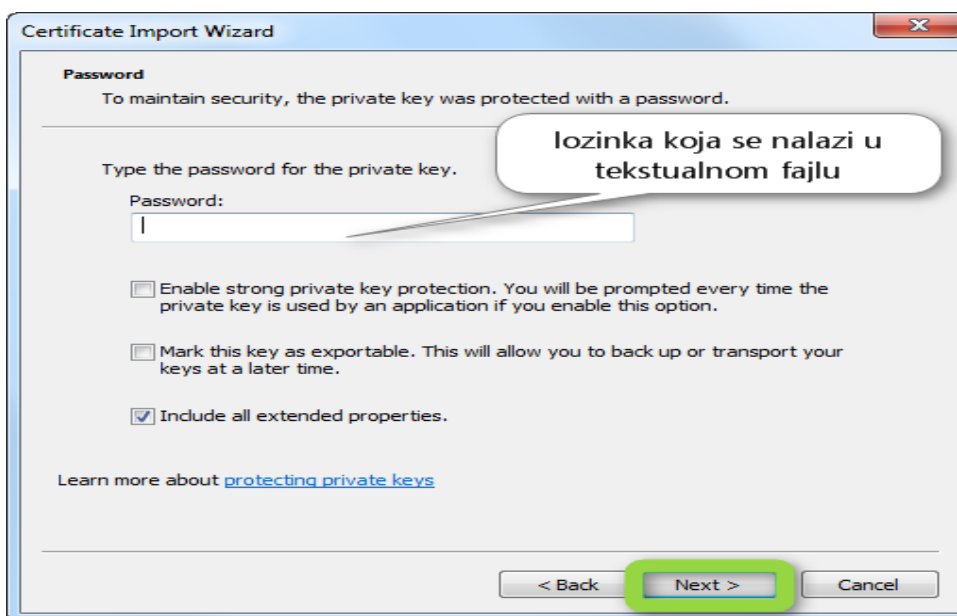 Certificate Import Wizard
Password
To maintain security, the private key was protected with a password.
lozinka koja se nalazi u
tekstualnom fajlu
Type the password for the private key.
Password:
Enable strong private key protection. You will be prompted every time the
private key is used by an application if you enable this option.
Mark this key as exportable. This will allow you to back up or transport your
keys at a later time.
Include all extended properties.
Learn more about protecting private keys
< Back Next > Cancel